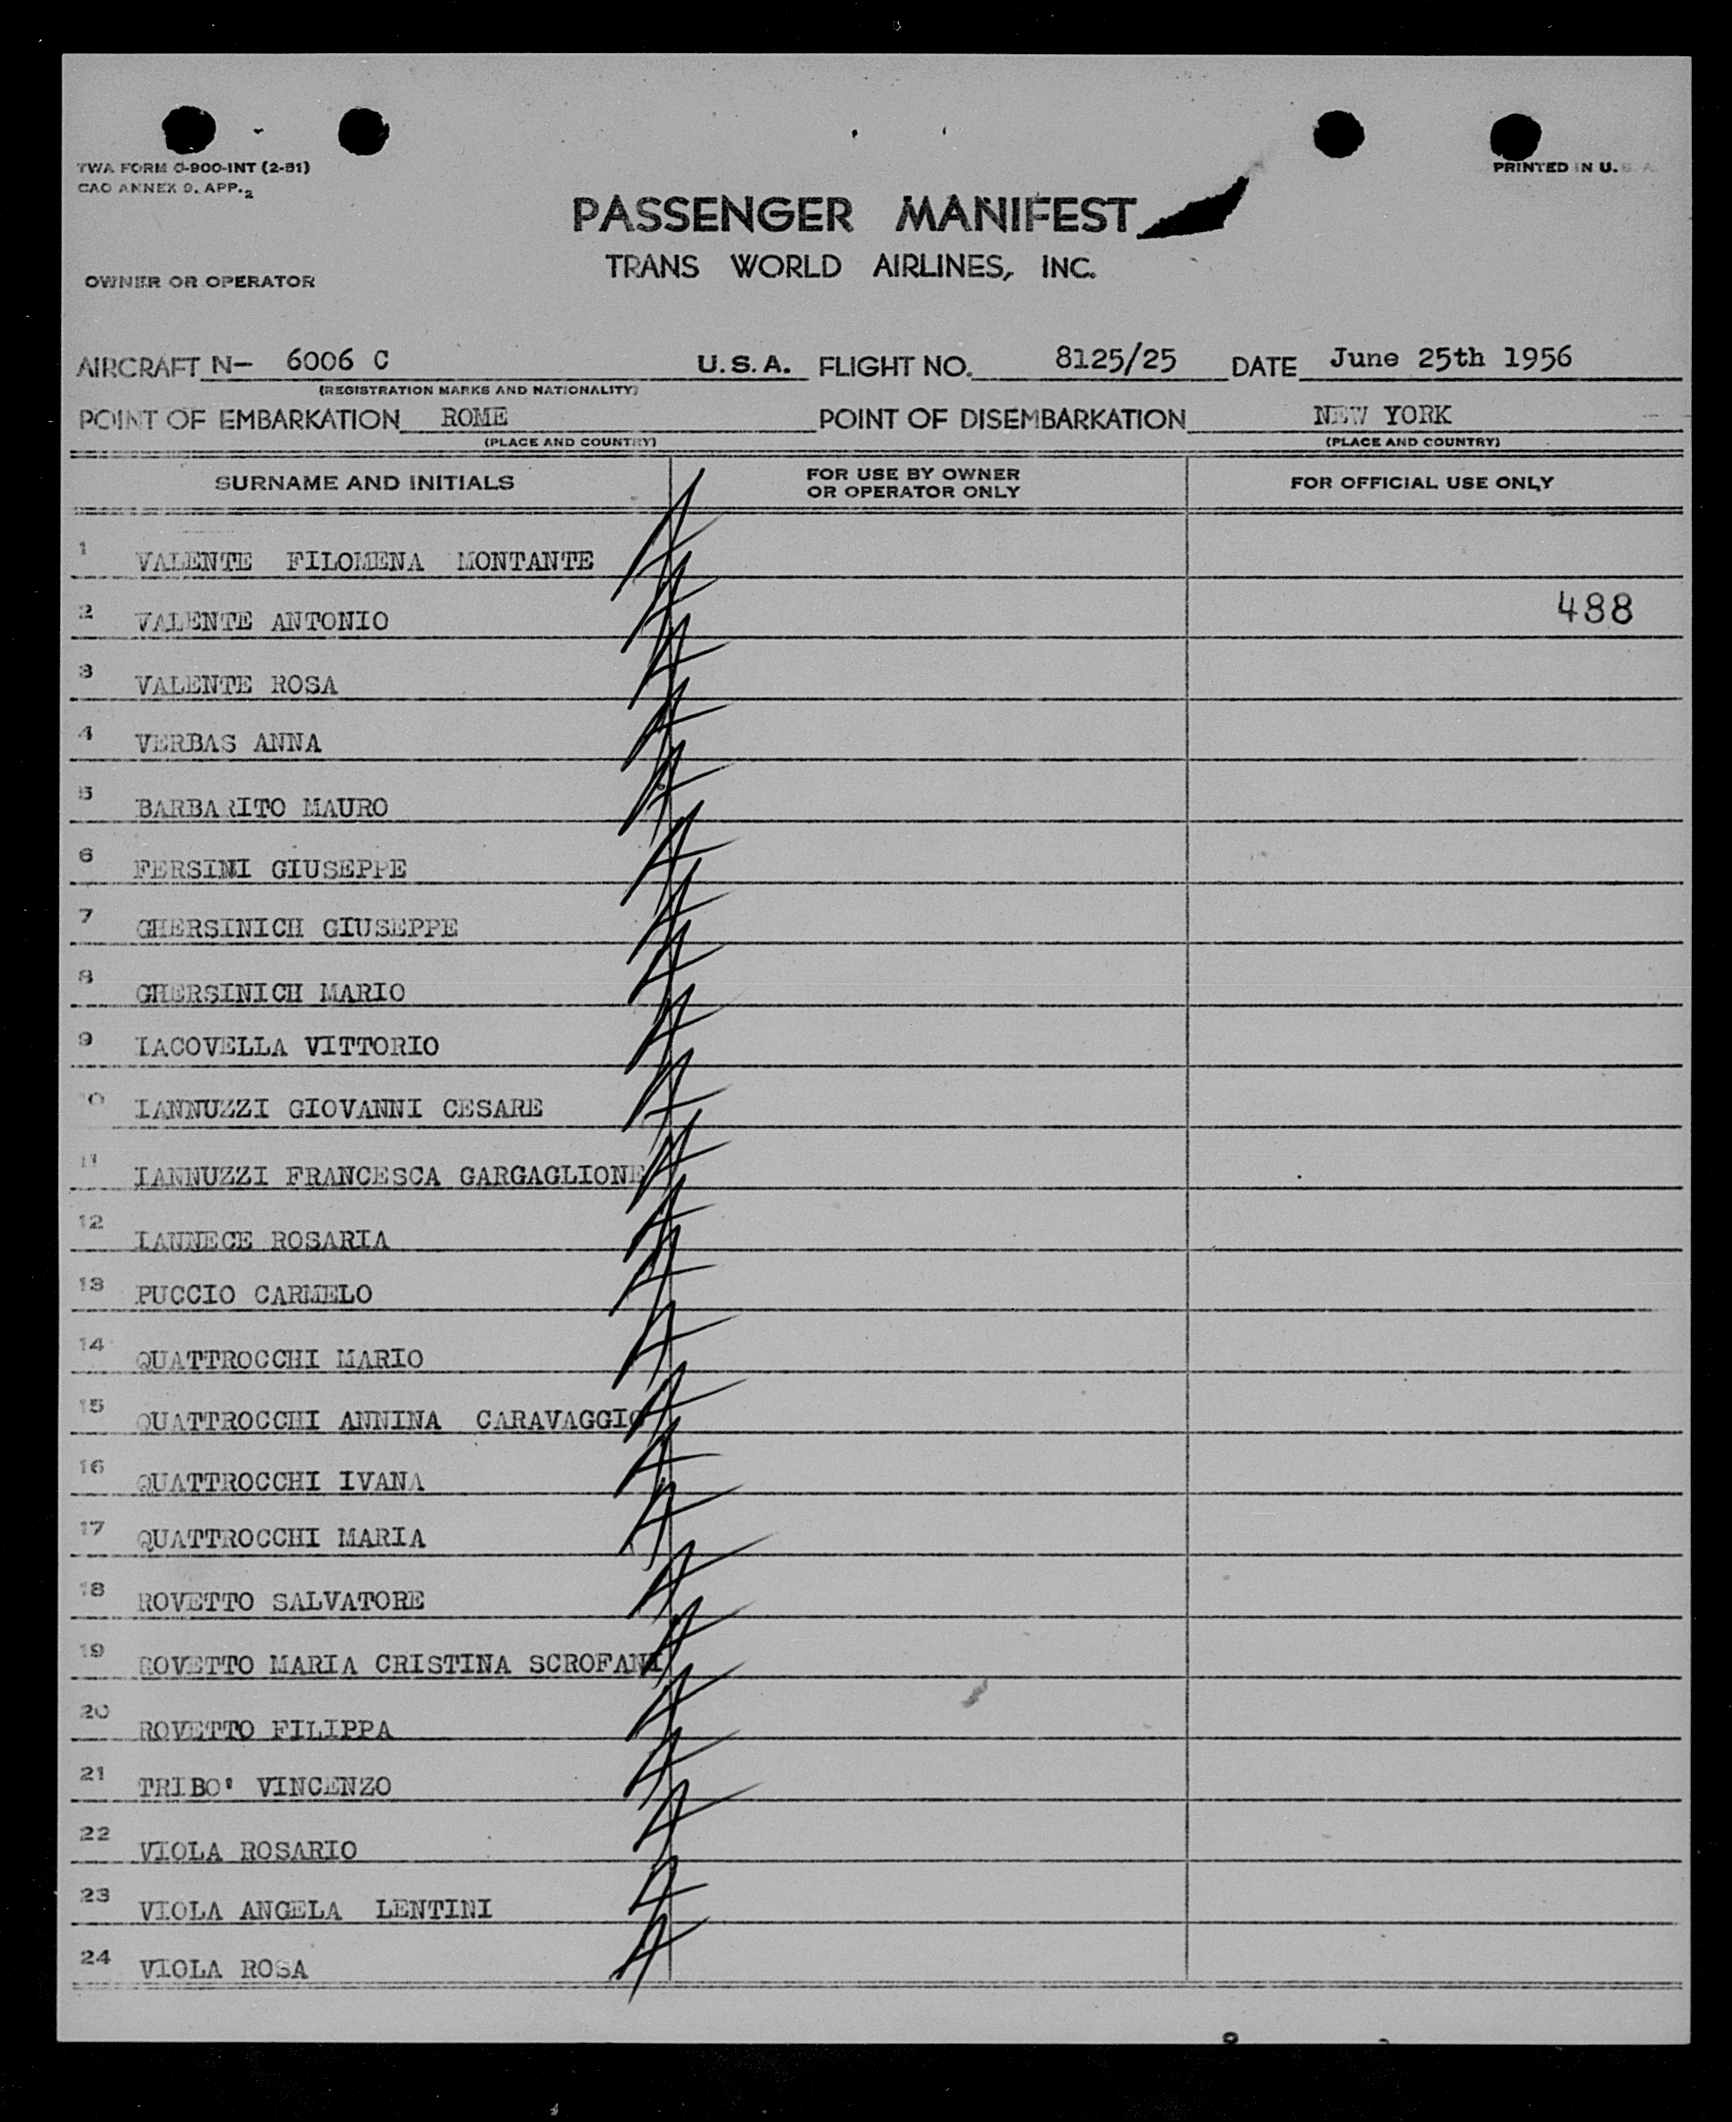 TWA FORM O-900-INT (2-51)
CAO ANNEX 9, APP. 2
PRINTED IN U. S. A.
PASSENGER MANIFEST
TRANS WORLD AIRLINES, INC.
OWNER OR OPERATOR
AIRCRAFT N- 6006 C U.S.A. FLIGHT NO. 8125/25 DATE June 25th 1956
(REGISTRATION MARKS AND NATIONALITY)
POINT OF EMBARKATION ROME POINT OF DISEMBARKATION NEW YORK
(PLACE AND COUNTRY) (PLACE AND COUNTRY)
SURNAME AND INITIALS FOR USE BY OWNER OR OPERATOR ONLY FOR OFFICIAL USE ONLY
1 VALENTE FILOMENA MONTANTE
2 VALENTE ANTONIO 488
3 VALENTE ROSA
4 VERBAS ANNA
5 BARBARITO MAURO
6 FERSINI GIUSEPPE
7 GHERSINICH GIUSEPPE
8 GHERSINICH MARIO
9 IACOVELLA VITTORIO
10 IANNUZZI GIOVANNI CESARE
11 IANNUZZI FRANCESCA GARGAGLIONE
12 IANNECE ROSARIA
13 PUCCIO CARMELO
14 QUATTROCCHI MARIO
15 QUATTROCCHI ANNINA CARAVAGGIO
16 QUATTROCCHI IVANA
17 QUATTROCCHI MARIA
18 ROVETTO SALVATORE
19 ROVETTO MARIA CRISTINA SCROFANI
20 ROVETTO FILIPPA
21 TRIBO' VINCENZO
22 VIOLA ROSARIO
23 VIOLA ANGELA LENTINI
24 VIOLA ROSA